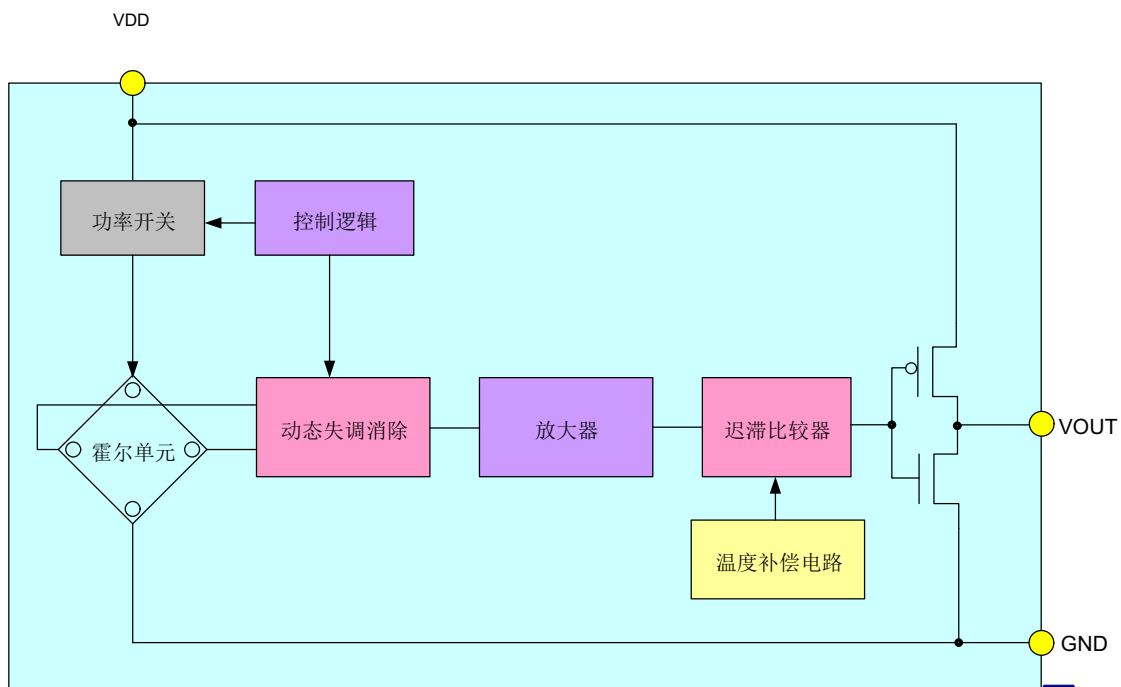 VDD
功率开关
控制逻辑
霍尔单元
动态失调消除
放大器
迟滞比较器
VOUT
温度补偿电路
GND